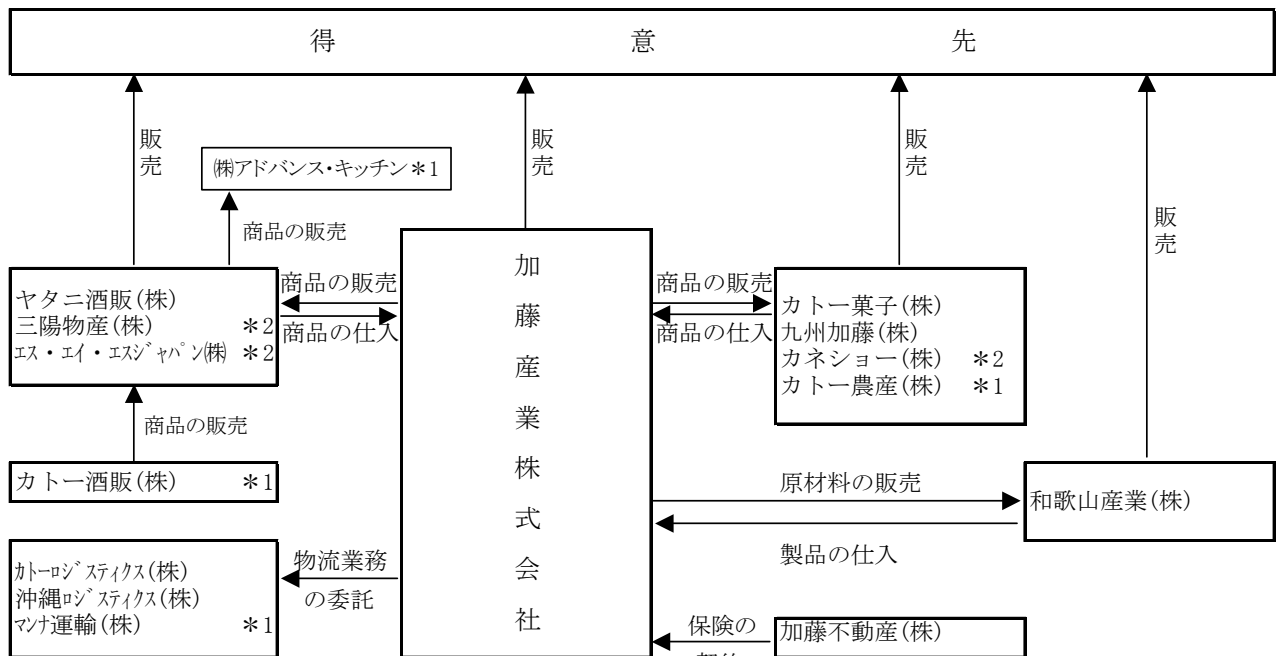 得意先
販売
販売
販売
販売
㈱アドバンス・キッチン＊1
商品の販売
ヤタニ酒販(株)
三陽物産(株) ＊2
エス・エイ・エスジャパン㈱ ＊2
商品の販売
商品の仕入
加藤産業株式会社
商品の販売
商品の仕入
カトー菓子(株)
九州加藤(株)
カネショー(株) ＊2
カトー農産(株) ＊1
商品の販売
カトー酒販(株) ＊1
原材料の販売
製品の仕入
和歌山産業(株)
カトーロジスティクス(株)
沖縄ロジスティクス(株)
マンナ運輸(株) ＊1
物流業務
の委託
保険の
加藤不動産(株)